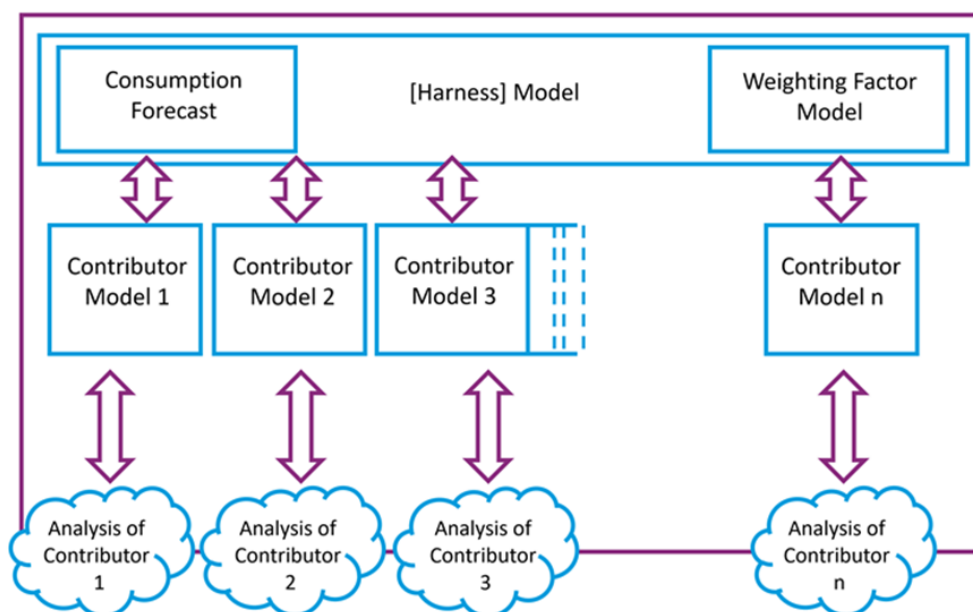 Consumption
Forecast
[Harness] Model
Weighting Factor
Model
Contributor
Model 1
Contributor
Model 2
Contributor
Model 3
Contributor
Model n
Analysis of
Contributor
1
Analysis of
Contributor
2
Analysis of
Contributor
3
Analysis of
Contributor
n